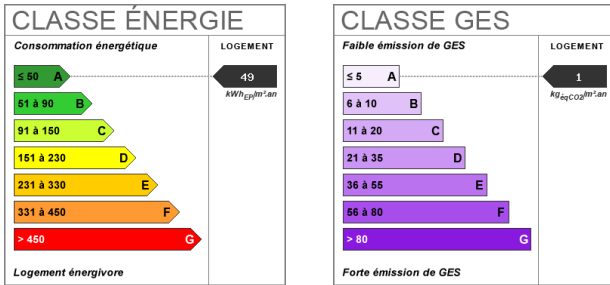 CLASSE ÉNERGIE
Consommation énergétique LOGEMENT
≤ 50 A 49
kWhEP/m².an
51 à 90 B
91 à 150 C
151 à 230 D
231 à 330 E
331 à 450 F
> 450 G
Logement énergivore
CLASSE GES
Faible émission de GES LOGEMENT
≤ 5 A 1
kgéqCO2/m².an
6 à 10 B
11 à 20 C
21 à 35 D
36 à 55 E
56 à 80 F
> 80 G
Forte émission de GES